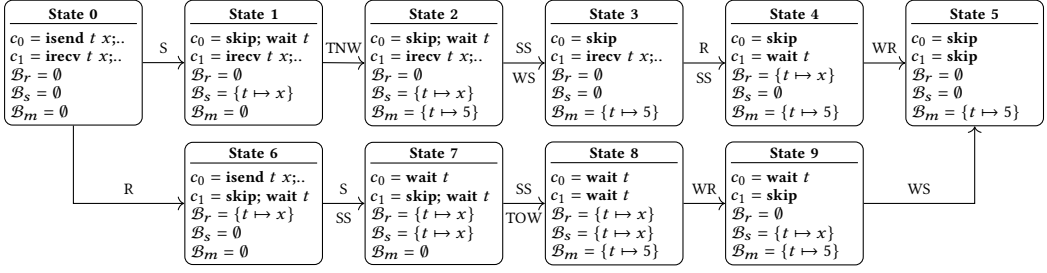 State 0
c₀ = isend t x;..
c₁ = irecv t x;..
ℬᵣ = ∅
ℬₛ = ∅
ℬₘ = ∅
S
State 1
c₀ = skip; wait t
c₁ = irecv t x;..
ℬᵣ = ∅
ℬₛ = {t ↦ x}
ℬₘ = ∅
TNW
State 2
c₀ = skip; wait t
c₁ = irecv t x;..
ℬᵣ = ∅
ℬₛ = {t ↦ x}
ℬₘ = {t ↦ 5}
SS
WS
State 3
c₀ = skip
c₁ = irecv t x;..
ℬᵣ = ∅
ℬₛ = ∅
ℬₘ = {t ↦ 5}
R
SS
State 4
c₀ = skip
c₁ = wait t
ℬᵣ = {t ↦ x}
ℬₛ = ∅
ℬₘ = {t ↦ 5}
WR
State 5
c₀ = skip
c₁ = skip
ℬᵣ = ∅
ℬₛ = ∅
ℬₘ = {t ↦ 5}
R
State 6
c₀ = isend t x;..
c₁ = skip; wait t
ℬᵣ = {t ↦ x}
ℬₛ = ∅
ℬₘ = ∅
S
SS
State 7
c₀ = wait t
c₁ = skip; wait t
ℬᵣ = {t ↦ x}
ℬₛ = {t ↦ x}
ℬₘ = ∅
SS
TOW
State 8
c₀ = wait t
c₁ = wait t
ℬᵣ = {t ↦ x}
ℬₛ = {t ↦ x}
ℬₘ = {t ↦ 5}
WR
State 9
c₀ = wait t
c₁ = skip
ℬᵣ = ∅
ℬₛ = {t ↦ x}
ℬₘ = {t ↦ 5}
WS